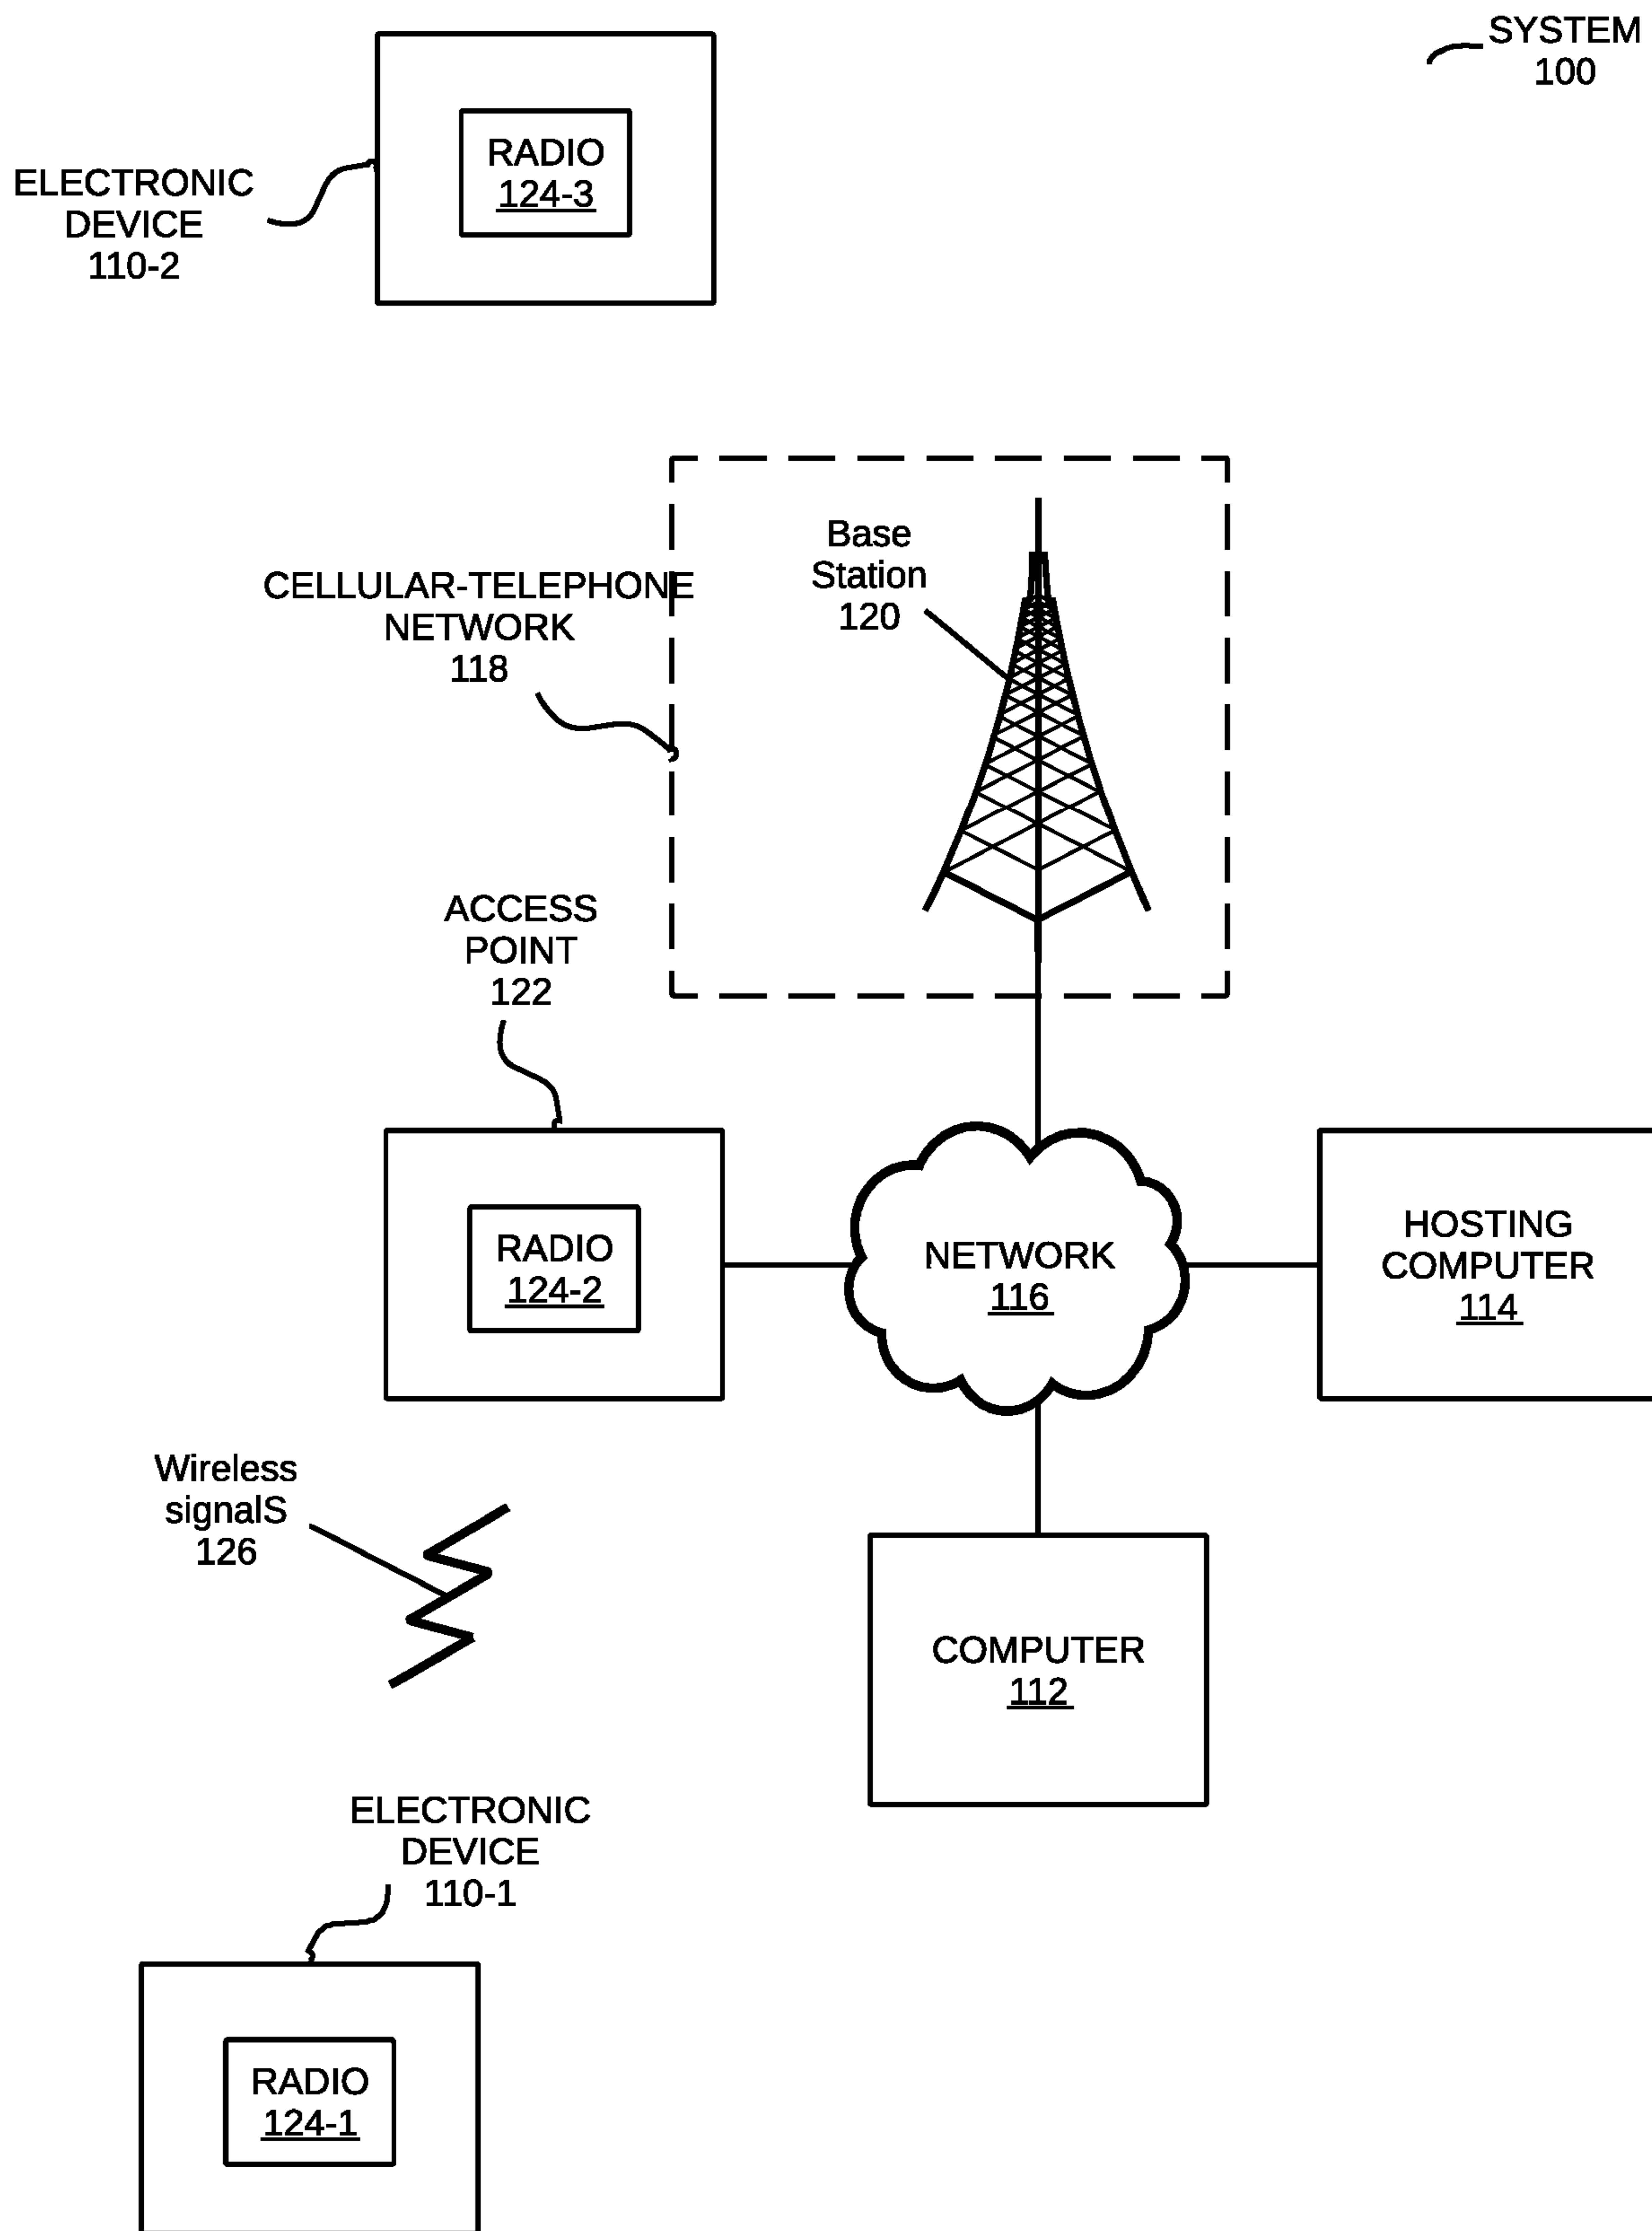 SYSTEM
100
RADIO
124-3
ELECTRONIC
DEVICE
110-2
Base
Station
120
CELLULAR-TELEPHONE
NETWORK
118
ACCESS
POINT
122
RADIO
124-2
NETWORK
116
HOSTING
COMPUTER
114
Wireless
signalS
126
COMPUTER
112
ELECTRONIC
DEVICE
110-1
RADIO
124-1